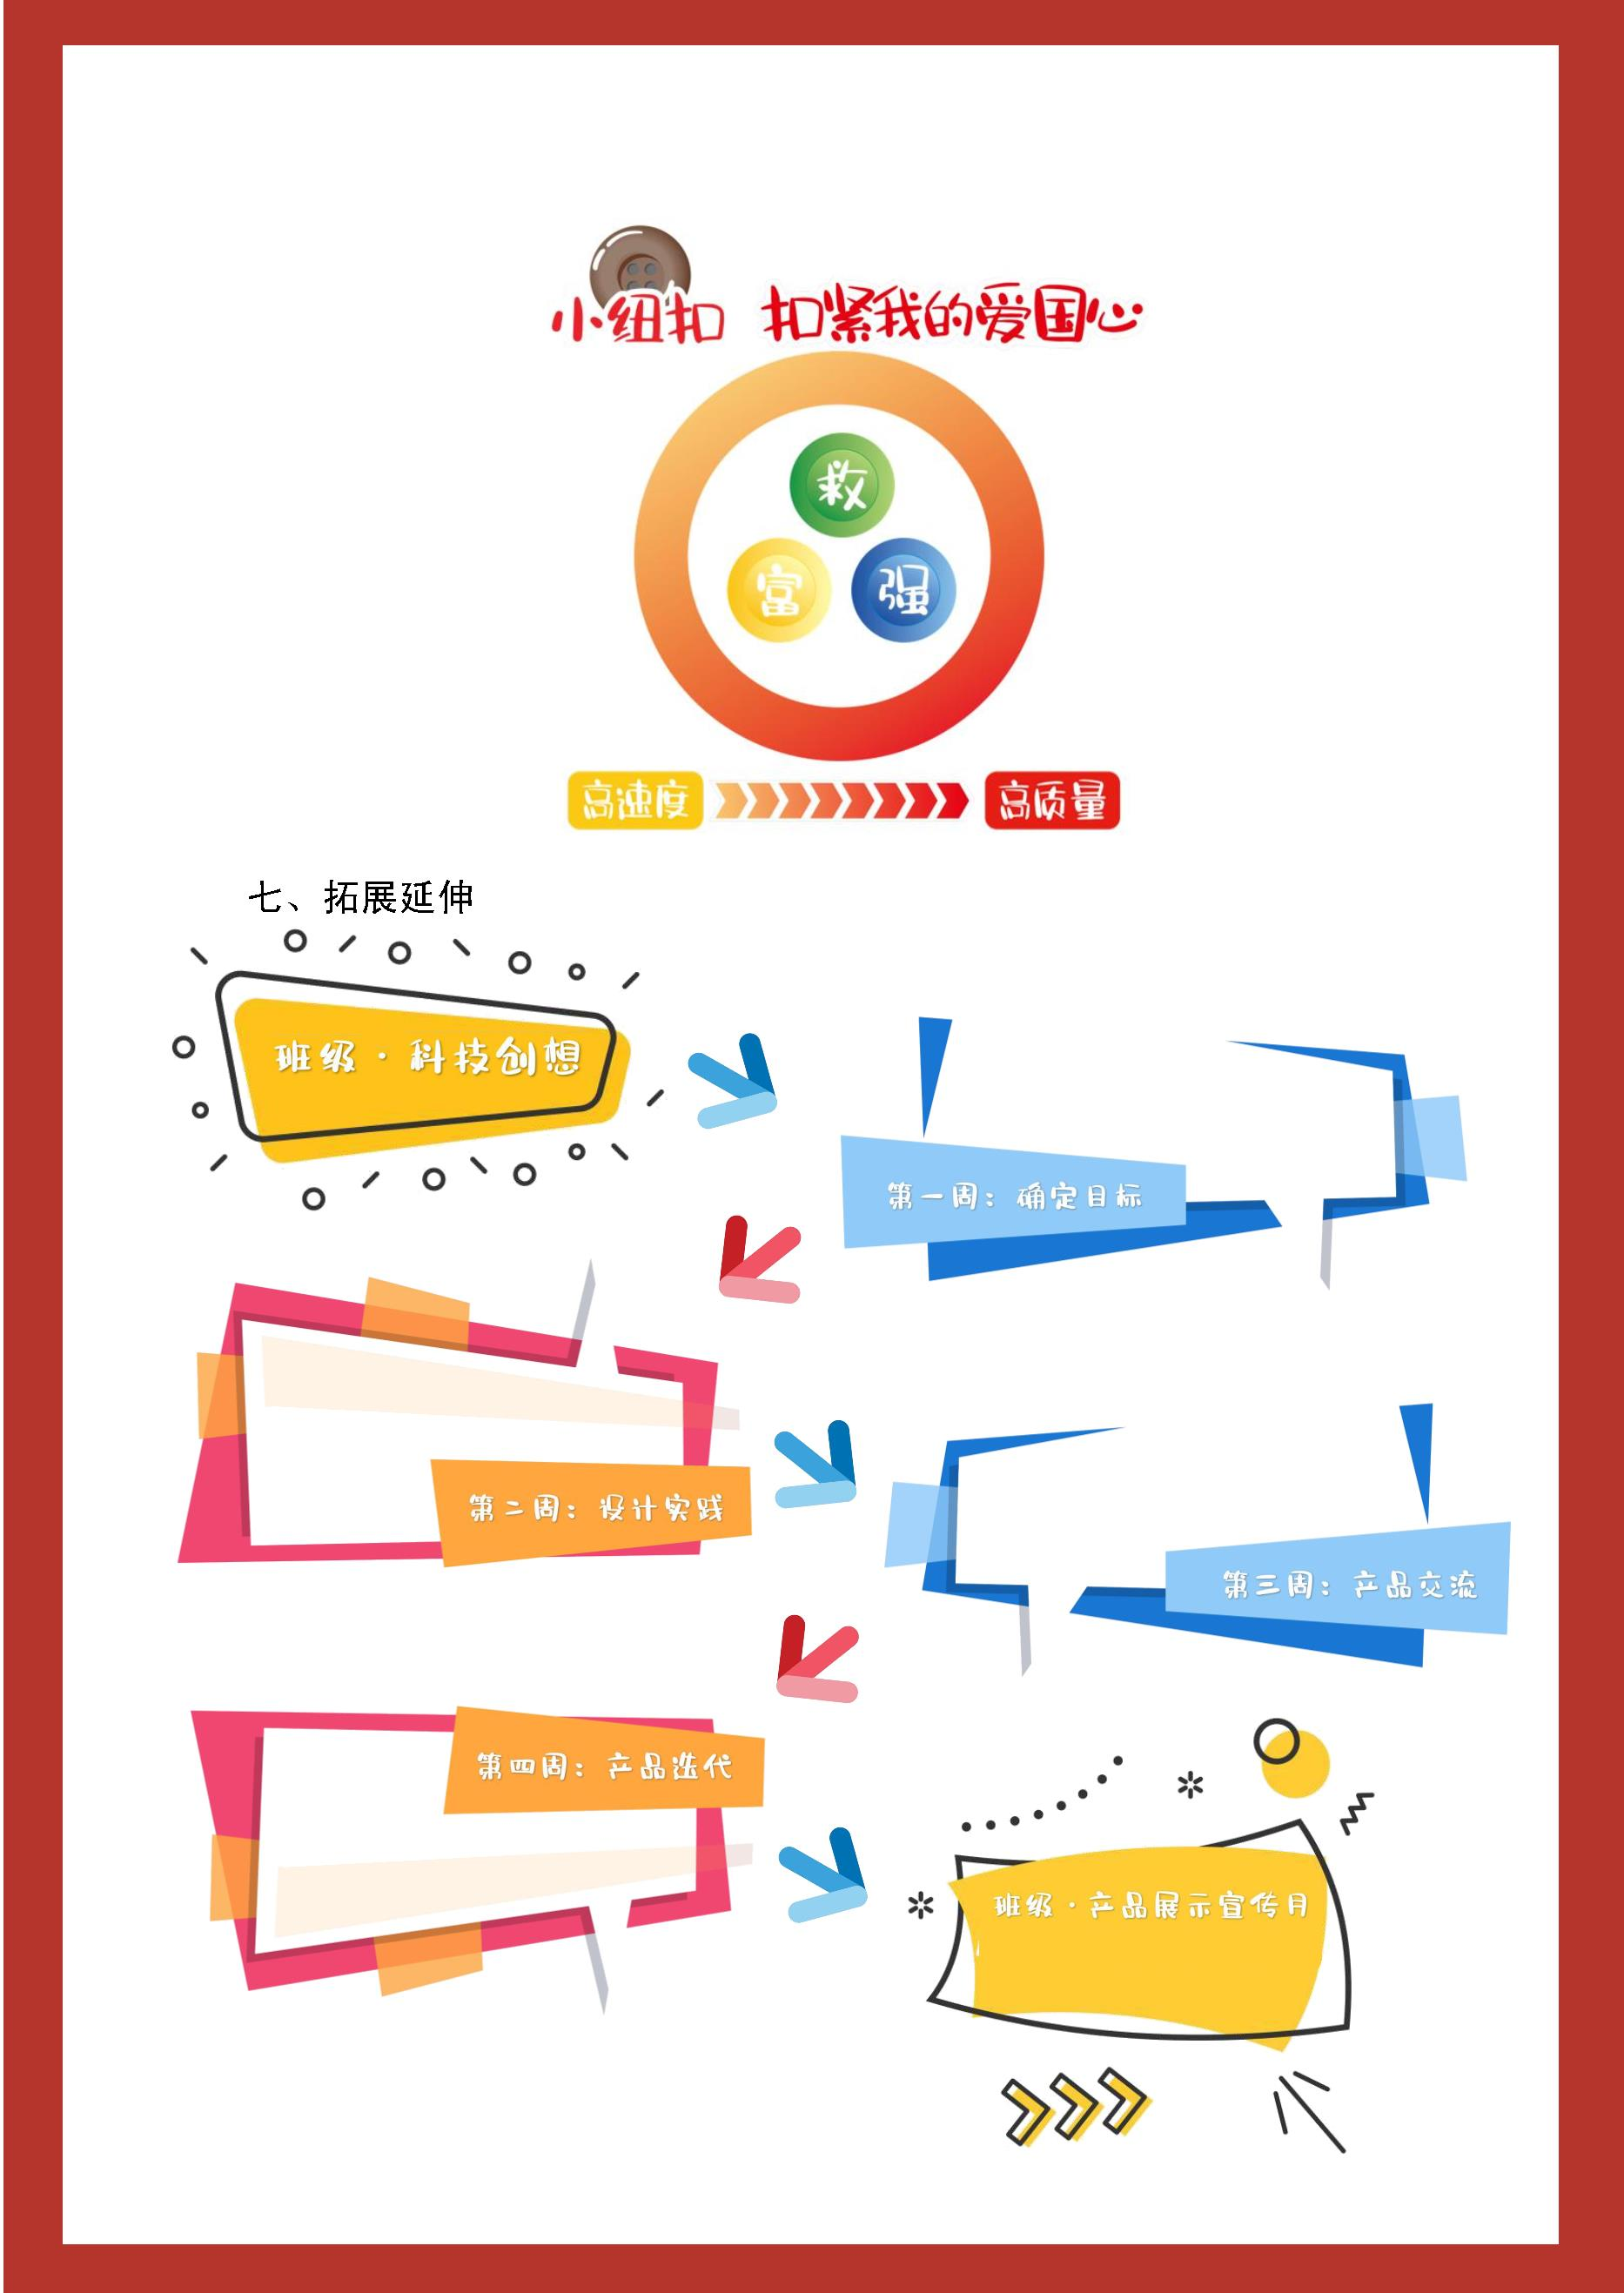 小纽扣 扣紧我的爱国心
救
富 强
高速度 高质量
七、拓展延伸
班级·科技创想
第一周：确定目标
第二周：设计实践
第三周：产品交流
第四周：产品迭代
班级·产品展示宣传月